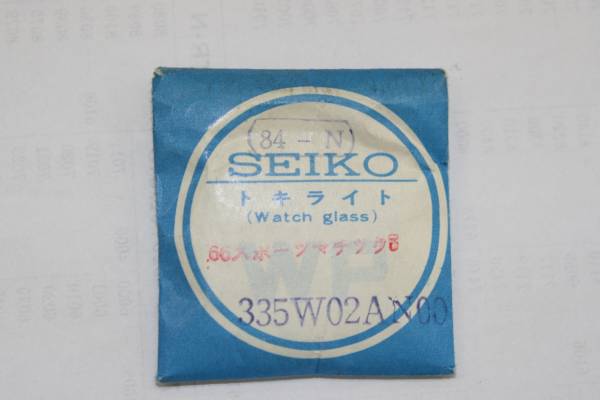 84-N
SEIKO
トキライト
(Watch glass)
66スポーツマチック5
335W02AN00